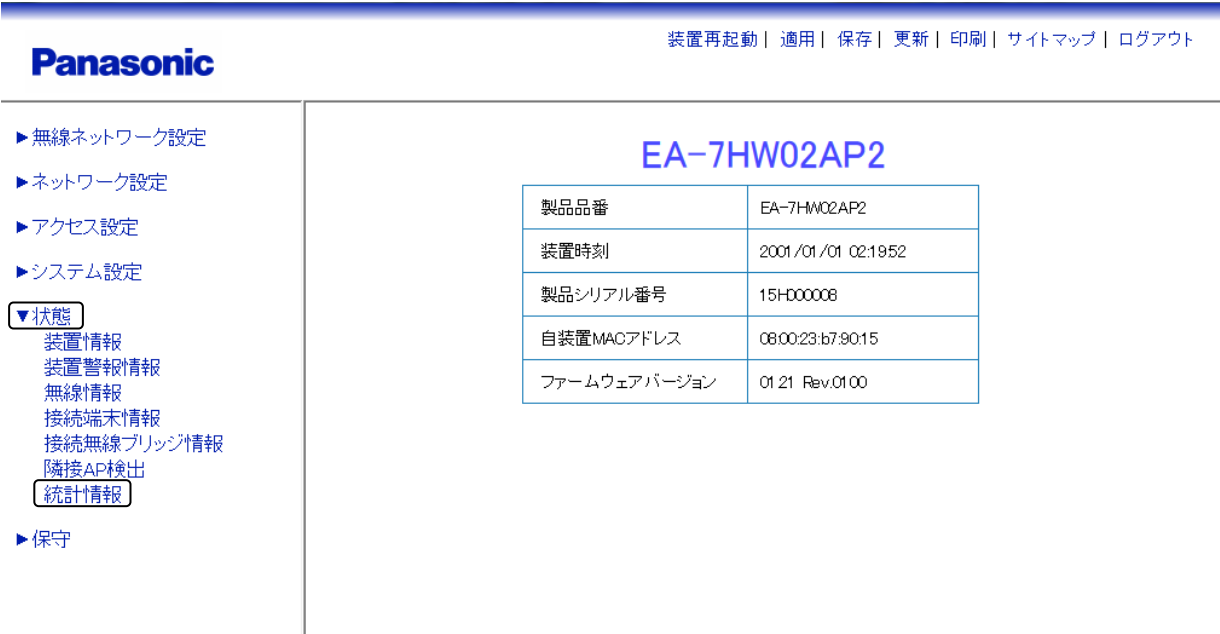 装置再起動| 適用| 保存| 更新| 印刷| サイトマップ| ログアウト
Panasonic
▶無線ネットワーク設定
▶ネットワーク設定
▶アクセス設定
▶システム設定
▼状態
装置情報
装置警報情報
無線情報
接続端末情報
接続無線ブリッジ情報
隣接AP検出
統計情報
▶保守
EA-7HW02AP2
製品品番 EA-7HW02AP2
装置時刻 2001/01/01 02:19:52
製品シリアル番号 15H000008
自装置MACアドレス 08:00:23:b7:90:15
ファームウェアバージョン 01.21 Rev.01.00